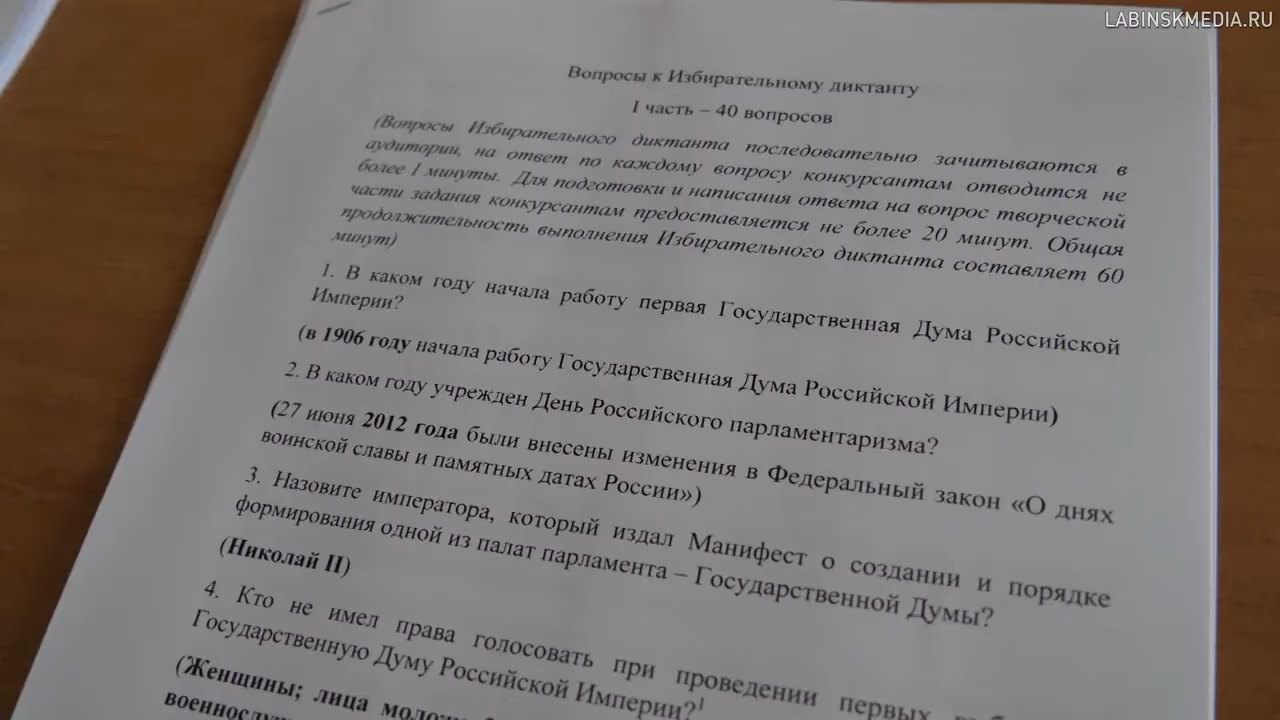 LABINSKMEDIA.RU
Вопросы к Избирательному диктанту
1 часть – 40 вопросов
(Вопросы Избирательного диктанта последовательно зачитываются в
аудитории, на ответ по каждому вопросу конкурсантам отводится не
более 1 минуты. Для подготовки и написания ответа на вопрос творческой
части задания конкурсантам предоставляется не более 20 минут. Общая
продолжительность выполнения Избирательного диктанта составляет 60
минут)
1. В каком году начала работу первая Государственная Дума Российской
Империи?
(в 1906 году начала работу Государственная Дума Российской Империи)
2. В каком году учрежден День Российского парламентаризма?
(27 июня 2012 года были внесены изменения в Федеральный закон «О днях
воинской славы и памятных датах России»)
3. Назовите императора, который издал Манифест о создании и порядке
формирования одной из палат парламента – Государственной Думы?
(Николай II)
4. Кто не имел права голосовать при проведении первых
Государственную Думу Российской Империи?¹
(Женщины; лица